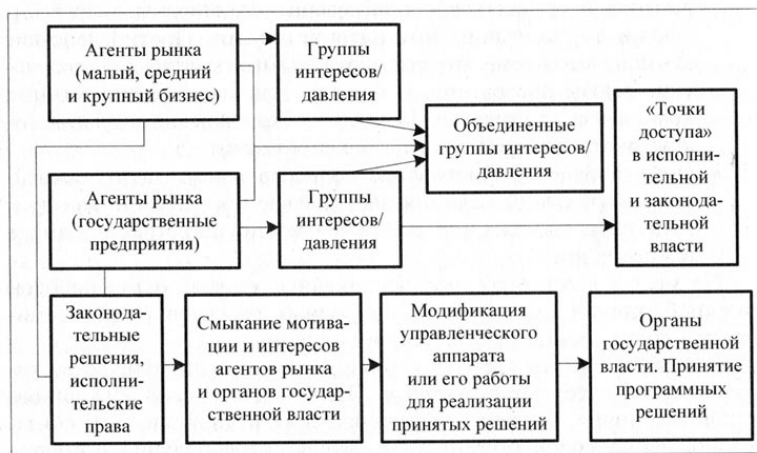 Агенты рынка
(малый, средний
и крупный бизнес)
Группы
интересов/
давления
Объединенные
группы интересов/
давления
«Точки
доступа»
в исполни-
тельной
и законода-
тельной
власти
Агенты рынка
(государственные
предприятия)
Группы
интересов/
давления
Законода-
тельные
решения,
исполни-
тельские
права
Смыкание мотива-
ции и интересов
агентов рынка
и органов государ-
ственной власти
Модификация
управленческого
аппарата
или его работы
для реализации
принятых решений
Органы
государственной
власти. Принятие
программных
решений